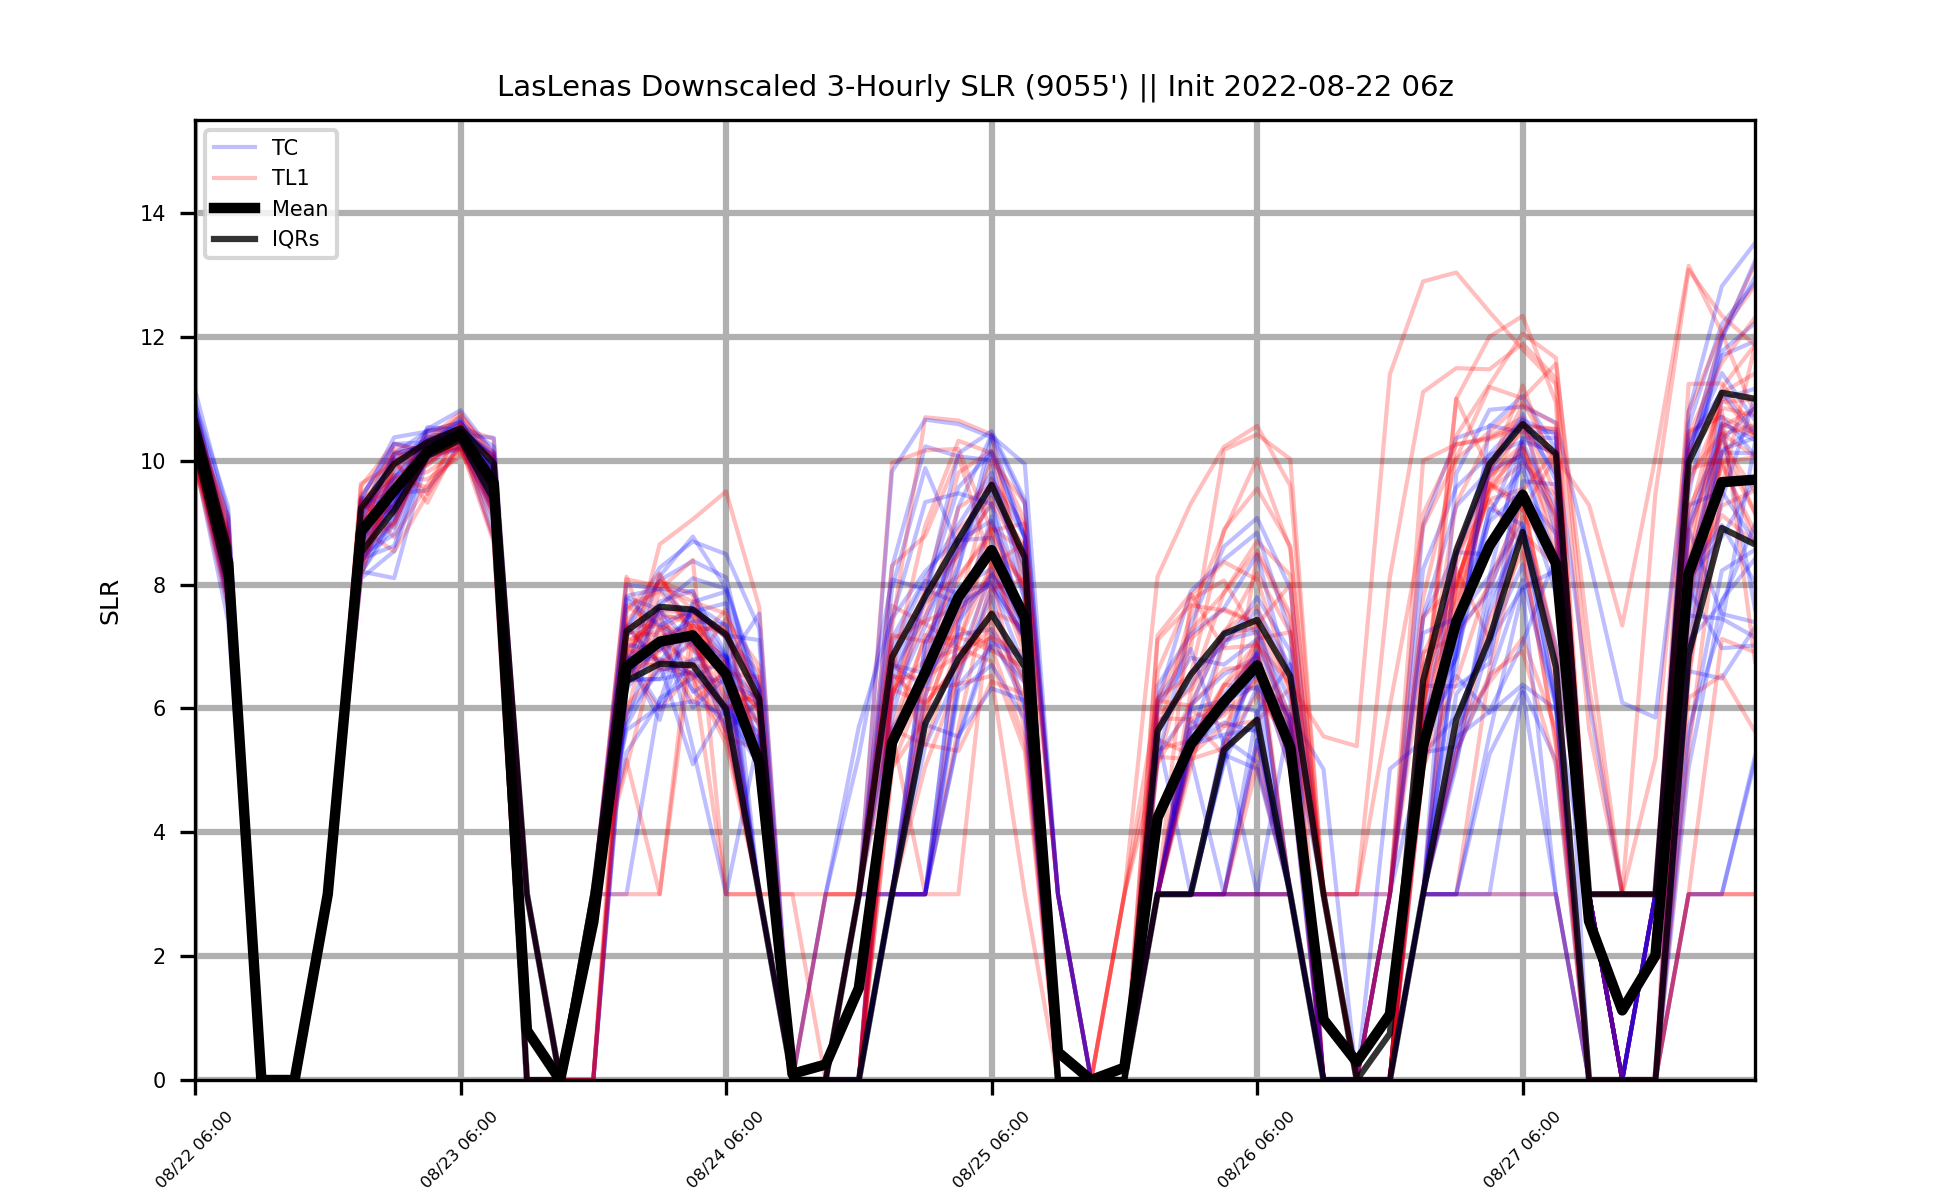 LasLenas Downscaled 3-Hourly SLR (9055') || Init 2022-08-22 06z
TC
TL1
Mean
IQRs
14
12
10
8
6
4
2
0
SLR
08/22 06:00
08/23 06:00
08/24 06:00
08/25 06:00
08/26 06:00
08/27 06:00